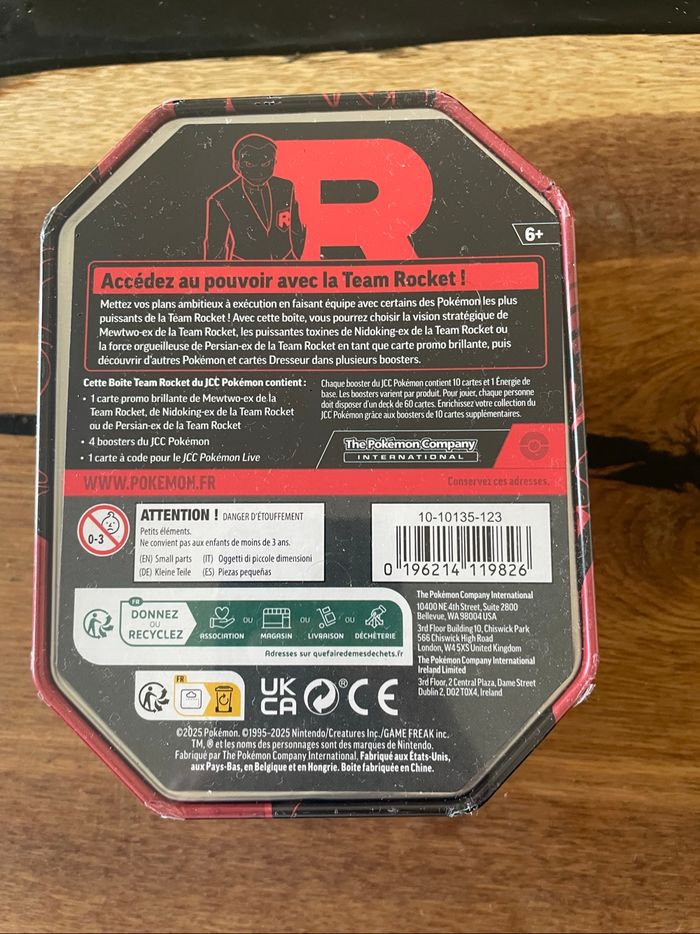 R
R
6+
Accédez au pouvoir avec la Team Rocket !
Mettez vos plans ambitieux à exécution en faisant équipe avec certains des Pokémon les plus
puissants de la Team Rocket ! Avec cette boîte, vous pourrez choisir la vision stratégique de
Mewtwo-ex de la Team Rocket, les puissantes toxines de Nidoking-ex de la Team Rocket ou
la force orgueilleuse de Persian-ex de la Team Rocket en tant que carte promo brillante, puis
découvrir d'autres Pokémon et cartes Dresseur dans plusieurs boosters.
Cette Boîte Team Rocket du JCC Pokémon contient :
• 1 carte promo brillante de Mewtwo-ex de la
Team Rocket, de Nidoking-ex de la Team Rocket
ou de Persian-ex de la Team Rocket
• 4 boosters du JCC Pokémon
• 1 carte à code pour le JCC Pokémon Live
Chaque booster du JCC Pokémon contient 10 cartes et 1 Énergie de
base. Les boosters varient par produit. Pour jouer, chaque personne
doit disposer d'un deck de 60 cartes. Enrichissez votre collection du
JCC Pokémon grâce aux boosters de 10 cartes supplémentaires.
The Pokémon Company
INTERNATIONAL
WWW.POKEMON.FR
Conservez ces adresses.
0-3
ATTENTION ! DANGER D'ÉTOUFFEMENT
Petits éléments.
Ne convient pas aux enfants de moins de 3 ans.
(EN) Small parts (IT) Oggetti di piccole dimensioni
(DE) Kleine Teile (ES) Piezas pequeñas
10-10135-123
0 196214 119826
FR
DONNEZ
OU
RECYCLEZ
ASSOCIATION
OU
MAGASIN
OU
LIVRAISON
OU
DÉCHÈTERIE
Adresses sur quefairedemesdechets.fr
FR
UK
CA
® CE
The Pokémon Company International
10400 NE 4th Street, Suite 2800
Bellevue, WA 98004 USA
3rd Floor Building 10, Chiswick Park
566 Chiswick High Road
London, W4 5XS United Kingdom
The Pokémon Company International
Ireland Limited
3rd Floor, 2 Central Plaza, Dame Street
Dublin 2, D02 T0X4, Ireland
©2025 Pokémon. ©1995-2025 Nintendo/Creatures Inc./GAME FREAK inc.
TM, ® et les noms des personnages sont des marques de Nintendo.
Fabriqué par The Pokémon Company International. Fabriqué aux États-Unis,
aux Pays-Bas, en Belgique et en Hongrie. Boîte fabriquée en Chine.